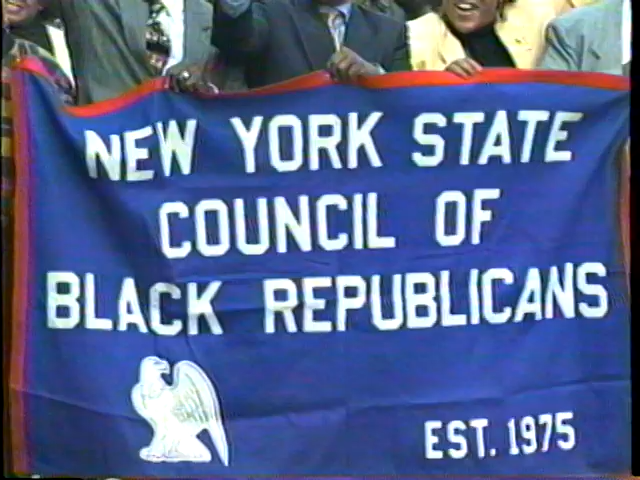 NEW YORK STATE
COUNCIL OF
BLACK REPUBLICANS
EST. 1975